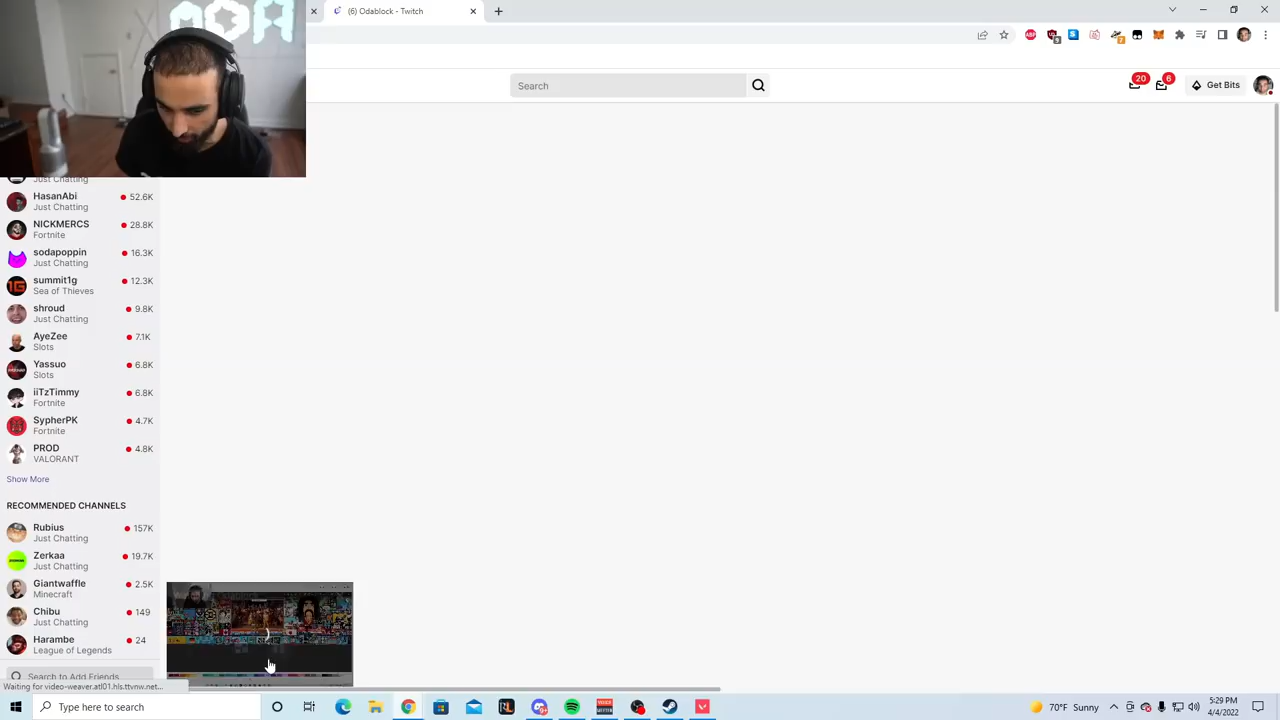 (6) Odablock - Twitch
Search
20
6
Get Bits
Just Chatting
HasanAbi
52.6K
Just Chatting
NICKMERCS
28.8K
Fortnite
sodapoppin
16.3K
Just Chatting
summit1g
12.3K
Sea of Thieves
shroud
9.8K
Just Chatting
AyeZee
7.1K
Slots
Yassuo
6.8K
Slots
iiTzTimmy
6.8K
Fortnite
SypherPK
4.7K
Fortnite
PROD
4.8K
VALORANT
Show More
RECOMMENDED CHANNELS
Rubius
157K
Just Chatting
Zerkaa
19.7K
Just Chatting
Giantwaffle
2.5K
Minecraft
Chibu
149
Just Chatting
Harambe
24
League of Legends
Search to Add Friends
Waiting for video-weaver.atl01.hls.ttvnw.net...
Type here to search
70°F Sunny
5:29 PM
4/4/2022